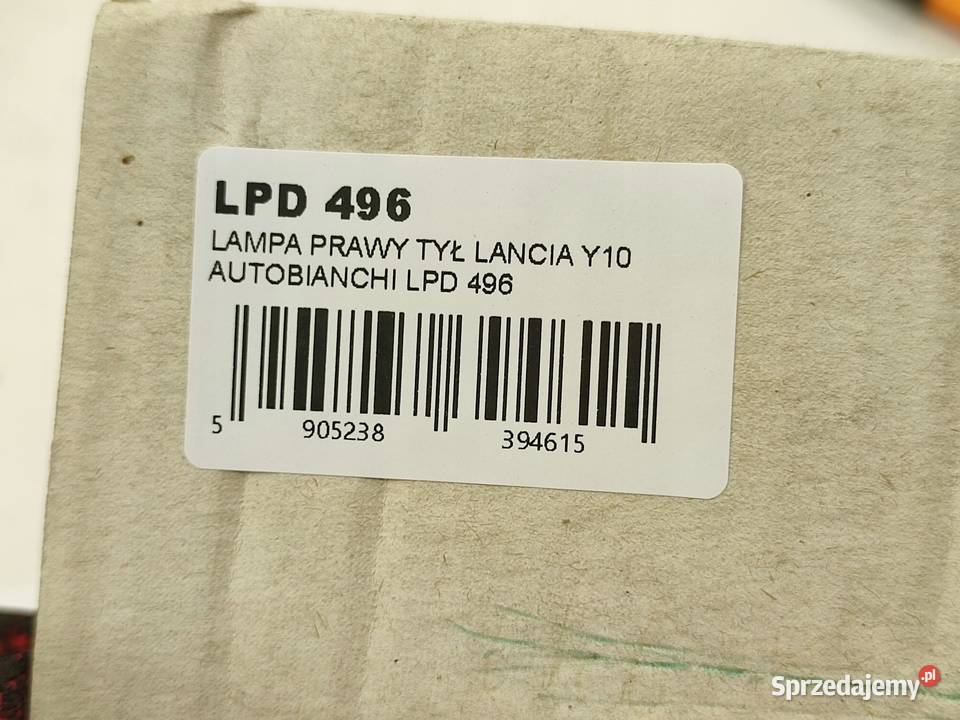 LPD 496
LAMPA PRAWY TYŁ LANCIA Y10
AUTOBIANCHI LPD 496
5 905238 394615
Sprzedajemy.pl